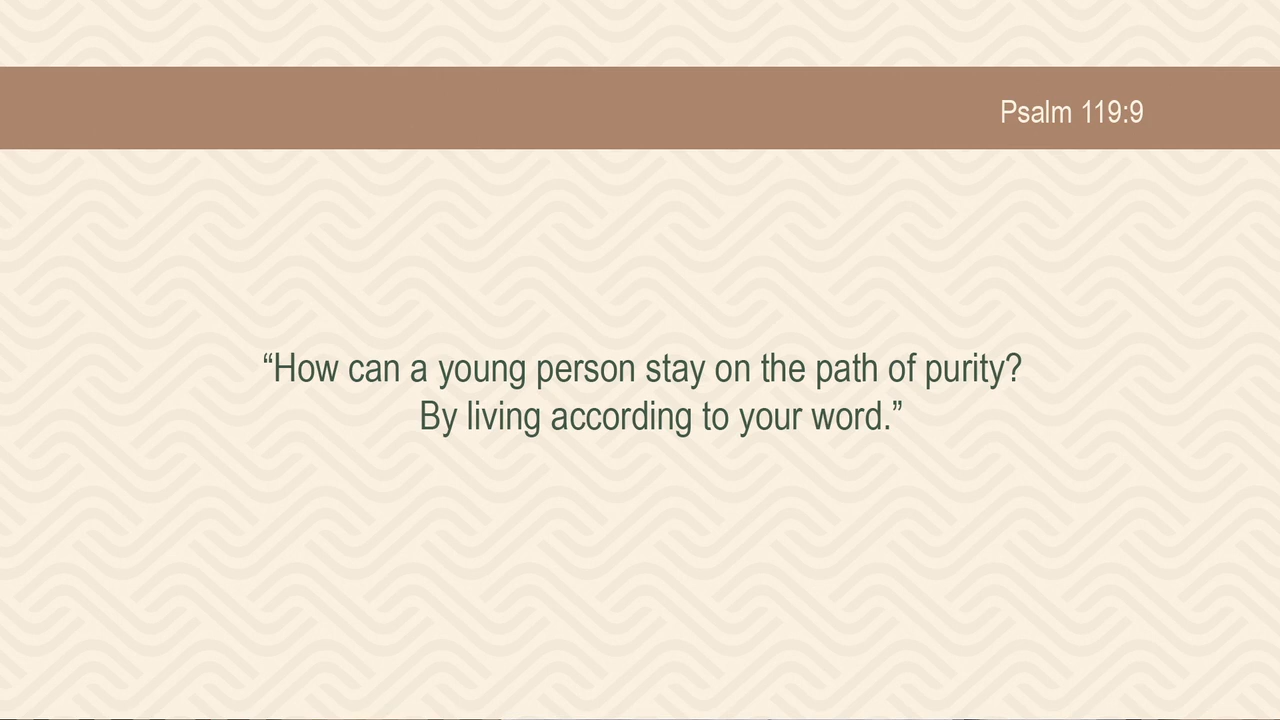 Psalm 119:9
“How can a young person stay on the path of purity?
By living according to your word.”